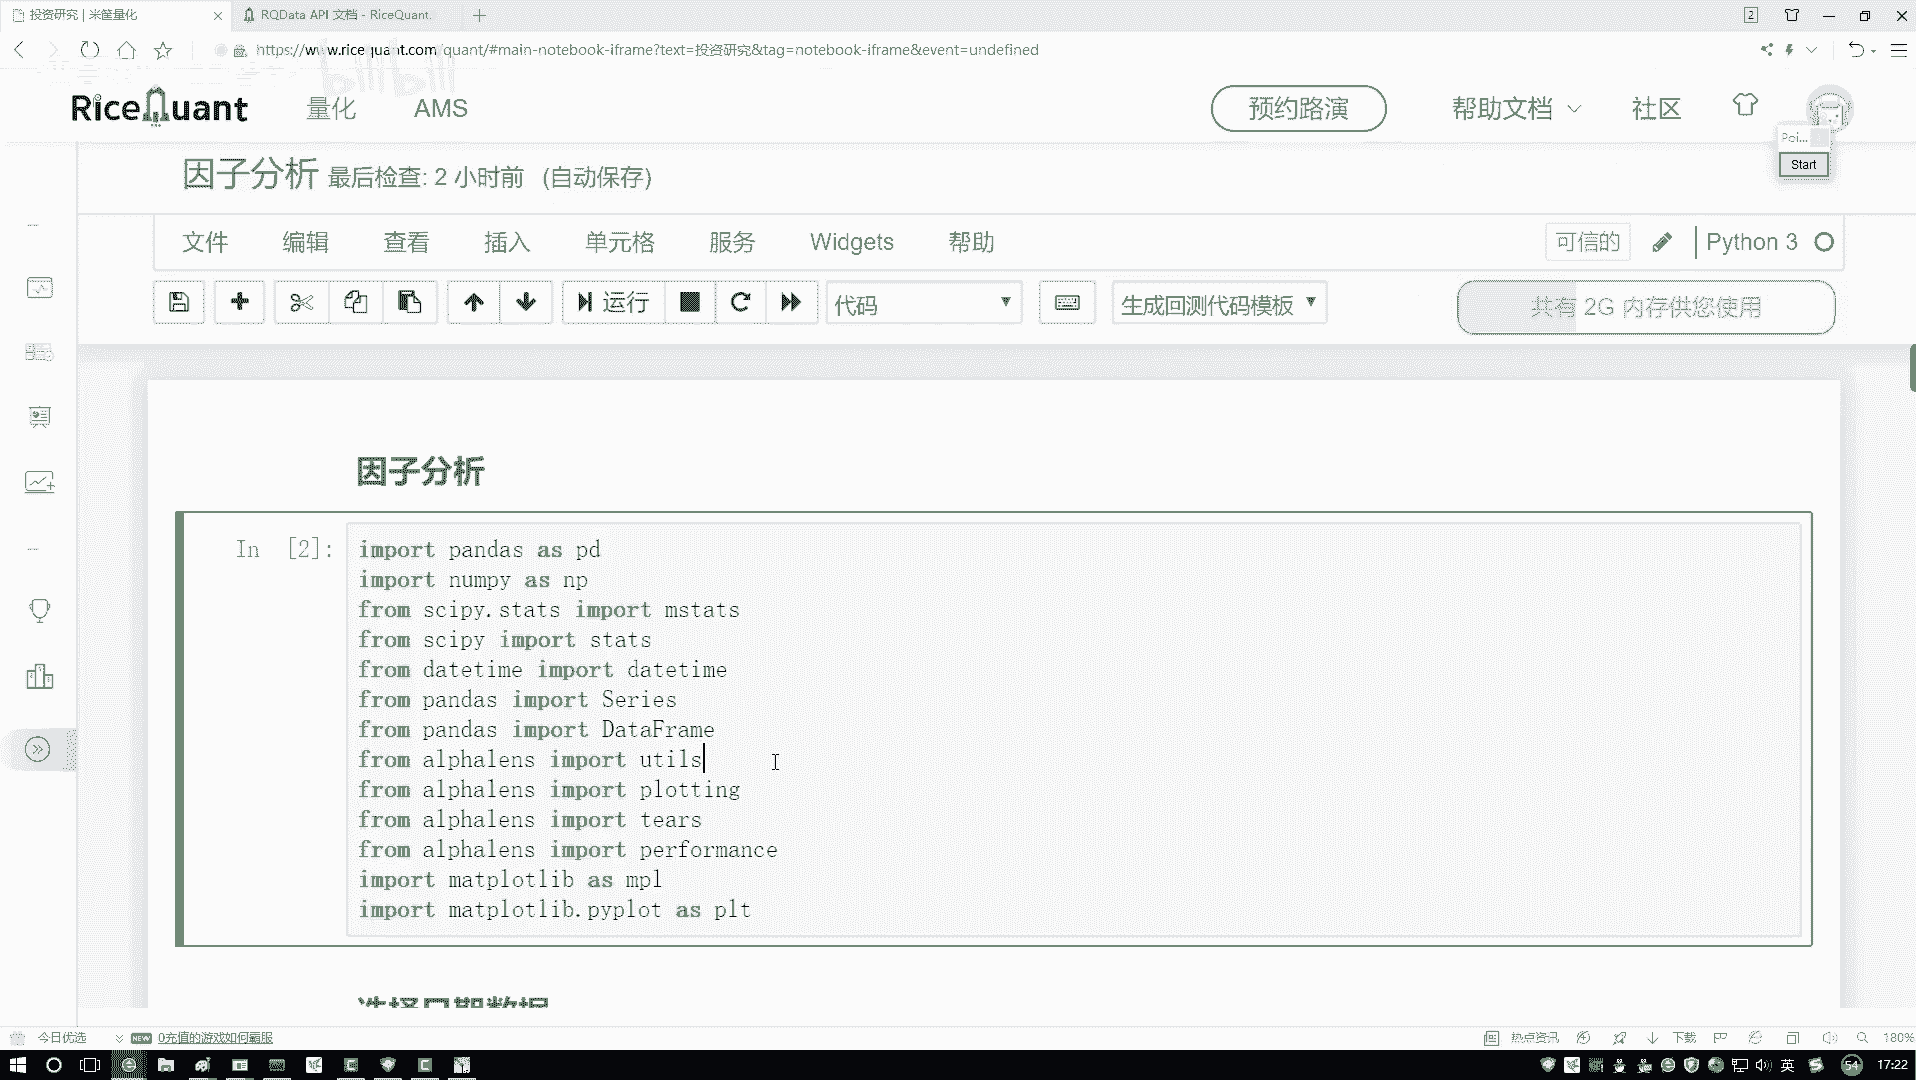 投资研究 | 米筐量化
RQData API 文档 - RiceQuant.
2
https://www.ricequant.com/quant/#main-notebook-iframe?text=投资研究&tag=notebook-iframe&event=undefined
bilibili
RiceQuant 量化 AMS 预约路演 帮助文档 社区
Poi...
Start
因子分析 最后检查: 2 小时前 (自动保存)
文件 编辑 查看 插入 单元格 服务 Widgets 帮助 可信的 Python 3
运行 代码 生成回测代码模板 共有 2G 内存供您使用
因子分析
In [2]:
import pandas as pd
import numpy as np
from scipy.stats import mstats
from scipy import stats
from datetime import datetime
from pandas import Series
from pandas import DataFrame
from alphalens import utils
from alphalens import plotting
from alphalens import tears
from alphalens import performance
import matplotlib as mpl
import matplotlib.pyplot as plt
今日优选 NEW 0充值的游戏如何霸服 热点资讯 下载 180%
英 54 17:22